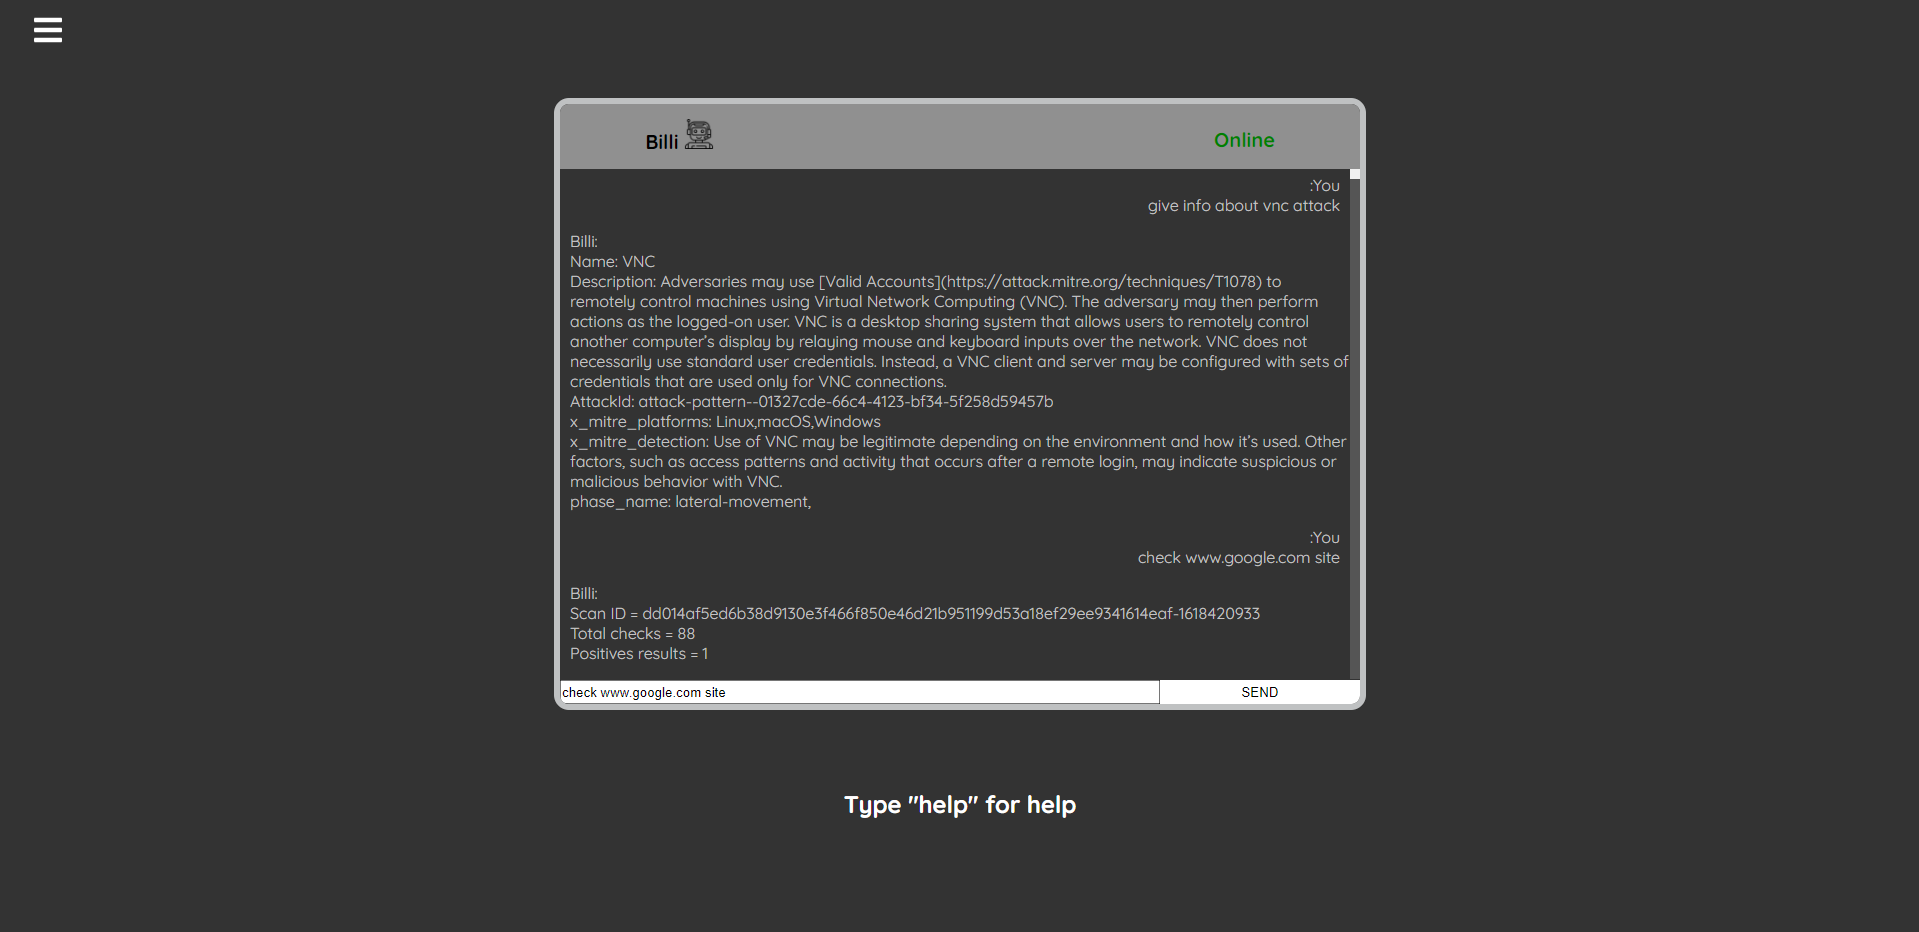 Billi
Online
:You
give info about vnc attack
Billi:
Name: VNC
Description: Adversaries may use [Valid Accounts](https://attack.mitre.org/techniques/T1078) to
remotely control machines using Virtual Network Computing (VNC). The adversary may then perform
actions as the logged-on user. VNC is a desktop sharing system that allows users to remotely control
another computer’s display by relaying mouse and keyboard inputs over the network. VNC does not
necessarily use standard user credentials. Instead, a VNC client and server may be configured with sets of
credentials that are used only for VNC connections.
AttackId: attack-pattern--01327cde-66c4-4123-bf34-5f258d59457b
x_mitre_platforms: Linux,macOS,Windows
x_mitre_detection: Use of VNC may be legitimate depending on the environment and how it’s used. Other
factors, such as access patterns and activity that occurs after a remote login, may indicate suspicious or
malicious behavior with VNC.
phase_name: lateral-movement,
:You
check www.google.com site
Billi:
Scan ID = dd014af5ed6b38d9130e3f466f850e46d21b951199d53a18ef29ee9341614eaf-1618420933
Total checks = 88
Positives results = 1
check www.google.com site
SEND
Type "help" for help